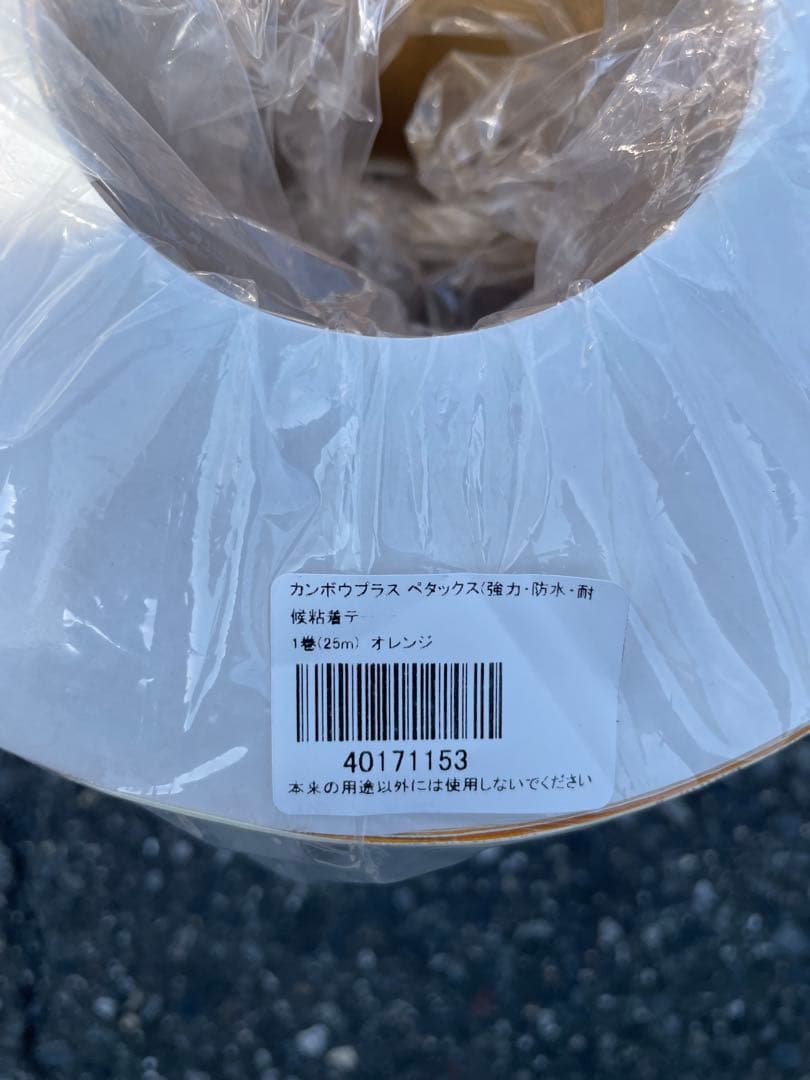 カンボウプラス ペタックス(強力・防水・耐
候粘着テ
1巻(25m) オレンジ
40171153
本来の用途以外には使用しないでください